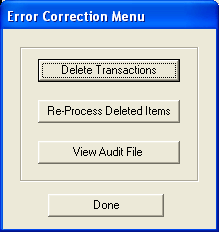 Error Correction Menu
Delete Transactions
Re-Process Deleted Items
View Audit File
Done